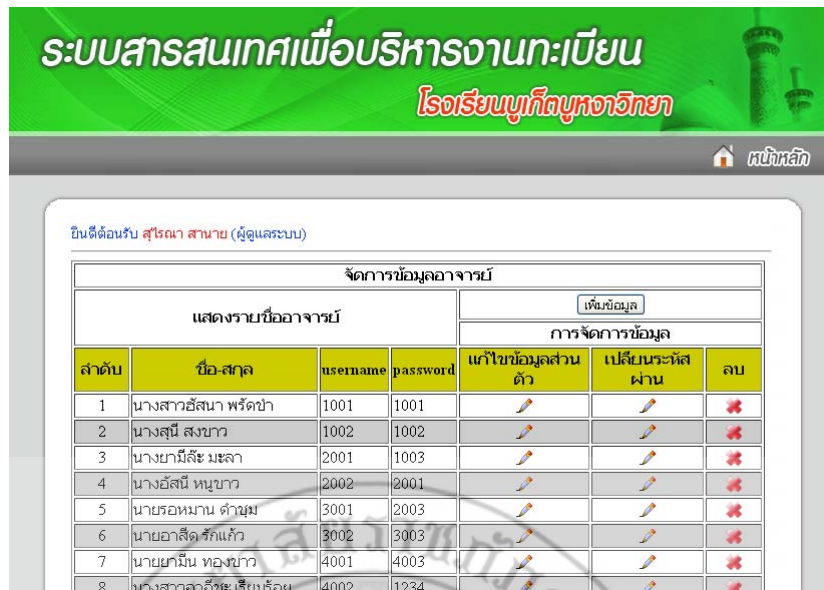 ระบบสารสนเทศเพื่อบริหารงานทะเบียน
โรงเรียนบูเก็ตบูหงาวิทยา
หน้าหลัก
ยินดีต้อนรับ สุไรณา สานาย (ผู้ดูแลระบบ)
จัดการข้อมูลอาจารย์
แสดงรายชื่ออาจารย์
เพิ่มข้อมูล
การจัดการข้อมูล
ลำดับ ชื่อ-สกุล username password แก้ไขข้อมูลส่วนตัว เปลี่ยนระหัสผ่าน ลบ
1 นางสาวฮัสนา พรัดขำ 1001 1001
2 นางสุนี สงขาว 1002 1002
3 นางยามีล๊ะ มะลา 2001 1003
4 นางอัสนี หนูขาว 2002 2001
5 นายรอหมาน ดำชุม 3001 2003
6 นายอาสีด รักแก้ว 3002 3003
7 นายยามีน ทองขาว 4001 4003
8 เรียบร้อย 4002 1234